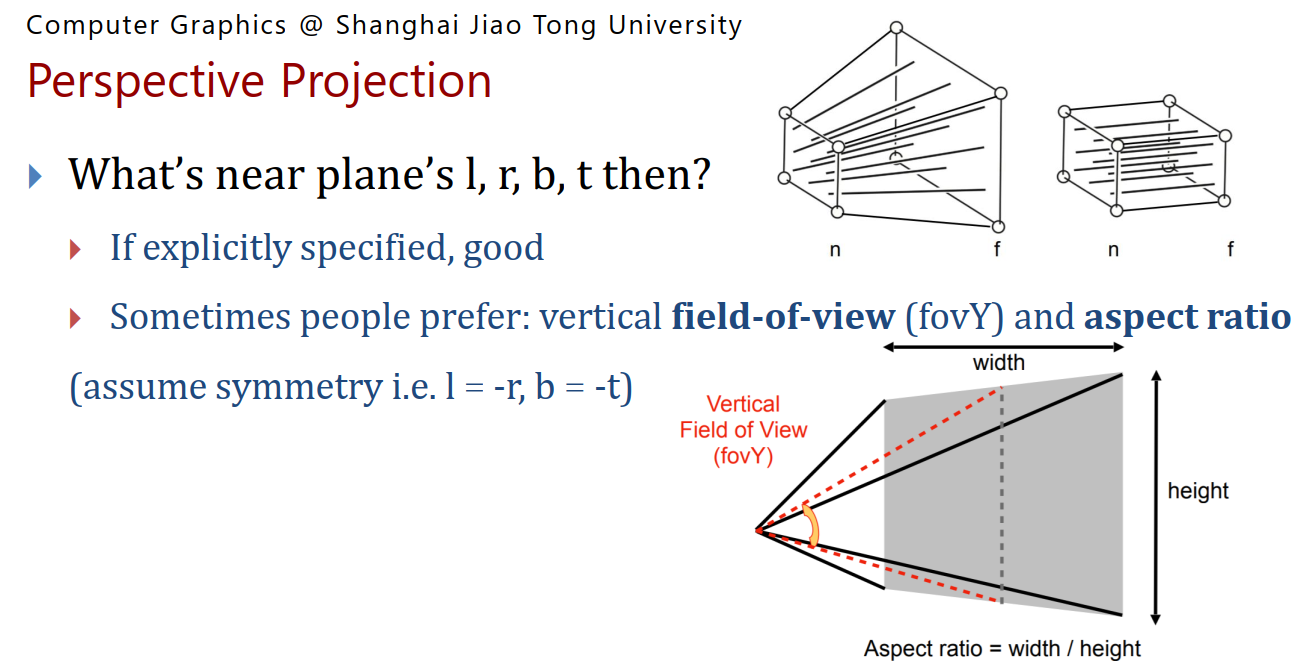 Computer Graphics @ Shanghai Jiao Tong University
Perspective Projection
What’s near plane’s l, r, b, t then?
If explicitly specified, good
n
f
n
f
Sometimes people prefer: vertical field-of-view (fovY) and aspect ratio
(assume symmetry i.e. l = -r, b = -t)
width
Vertical
Field of View
(fovY)
height
Aspect ratio = width / height